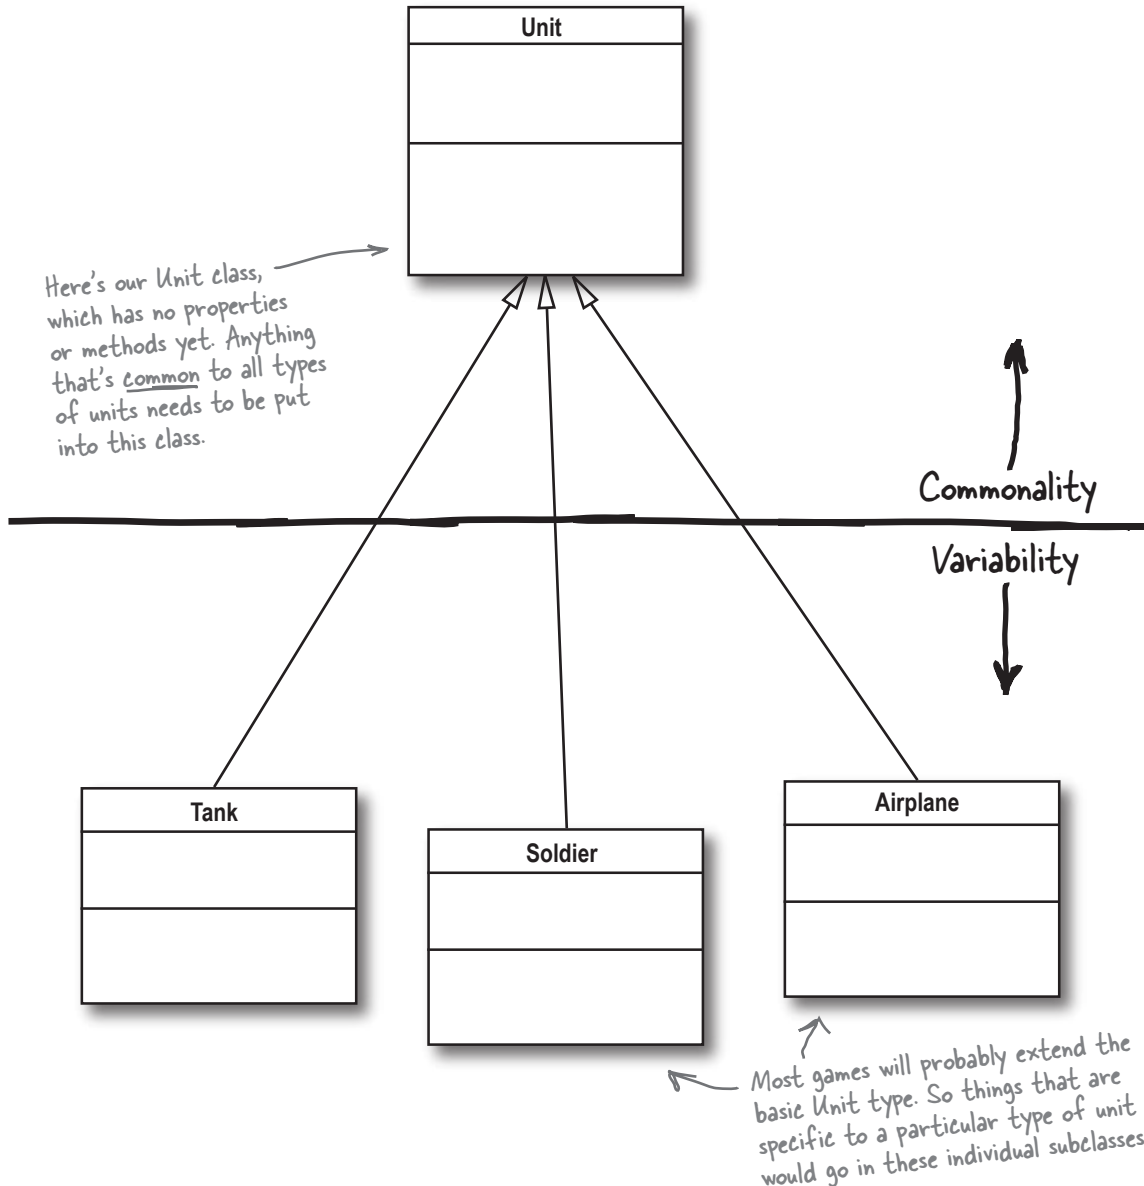 Unit
Here's our Unit class,
which has no properties
or methods yet. Anything
that's common to all types
of units needs to be put
into this class.
Commonality
Variability
Tank
Soldier
Airplane
Most games will probably extend the
basic Unit type. So things that are
specific to a particular type of unit
would go in these individual subclasses